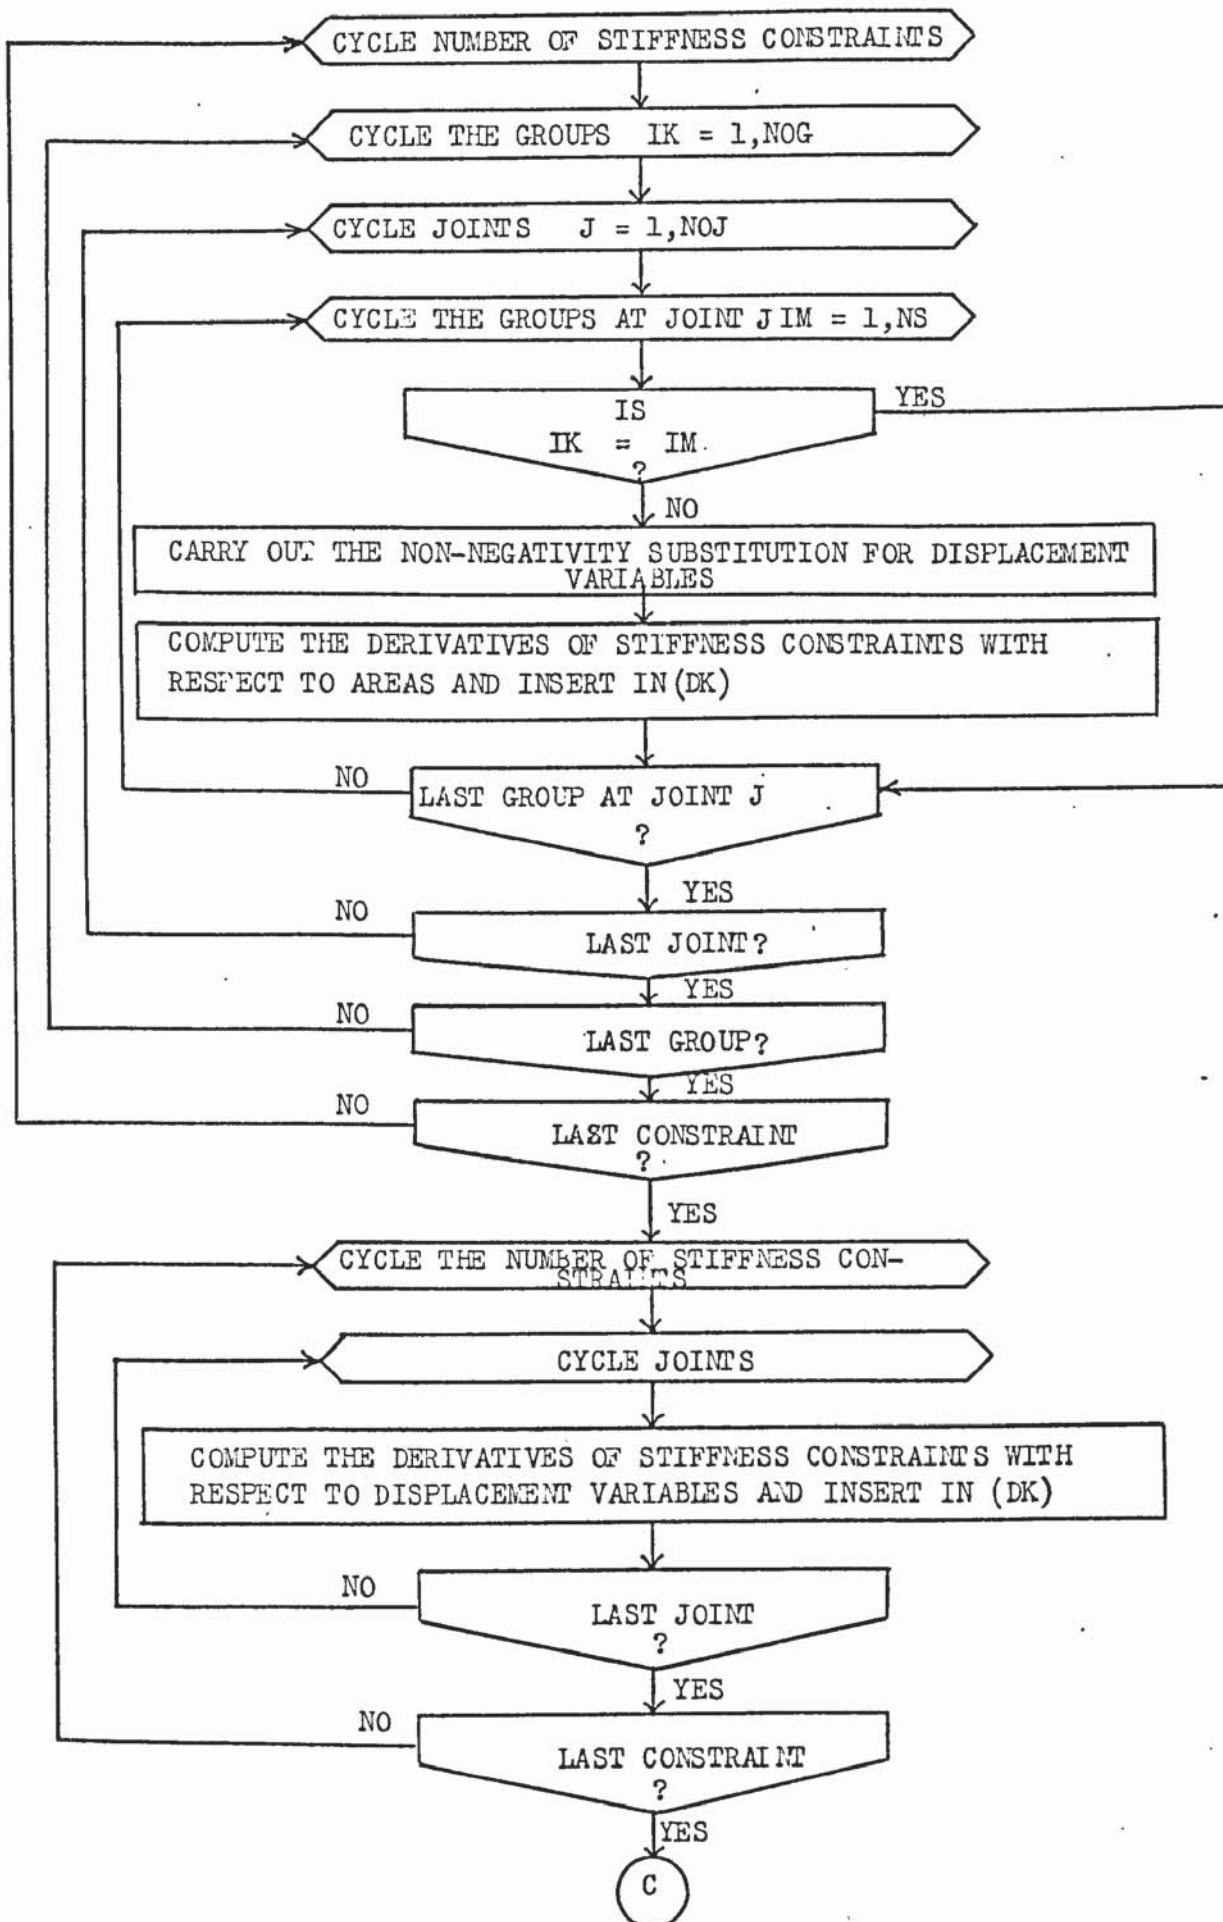 CYCLE NUMBER OF STIFFNESS CONSTRAINTS
CYCLE THE GROUPS IK = 1,NOG
CYCLE JOINTS J = 1,NOJ
CYCLE THE GROUPS AT JOINT J IM = 1,NS
IS
YES
IK = IM
?
NO
CARRY OUT THE NON-NEGATIVITY SUBSTITUTION FOR DISPLACEMENT
VARIABLES
COMPUTE THE DERIVATIVES OF STIFFNESS CONSTRAINTS WITH
RESPECT TO AREAS AND INSERT IN (DK)
NO
LAST GROUP AT JOINT J
?
YES
NO
LAST JOINT?
YES
NO
LAST GROUP?
YES
NO
LAST CONSTRAINT
?
YES
CYCLE THE NUMBER OF STIFFNESS CON-
STRAINTS
CYCLE JOINTS
COMPUTE THE DERIVATIVES OF STIFFNESS CONSTRAINTS WITH
RESPECT TO DISPLACEMENT VARIABLES AND INSERT IN (DK)
NO
LAST JOINT
?
YES
NO
LAST CONSTRAINT
?
YES
C